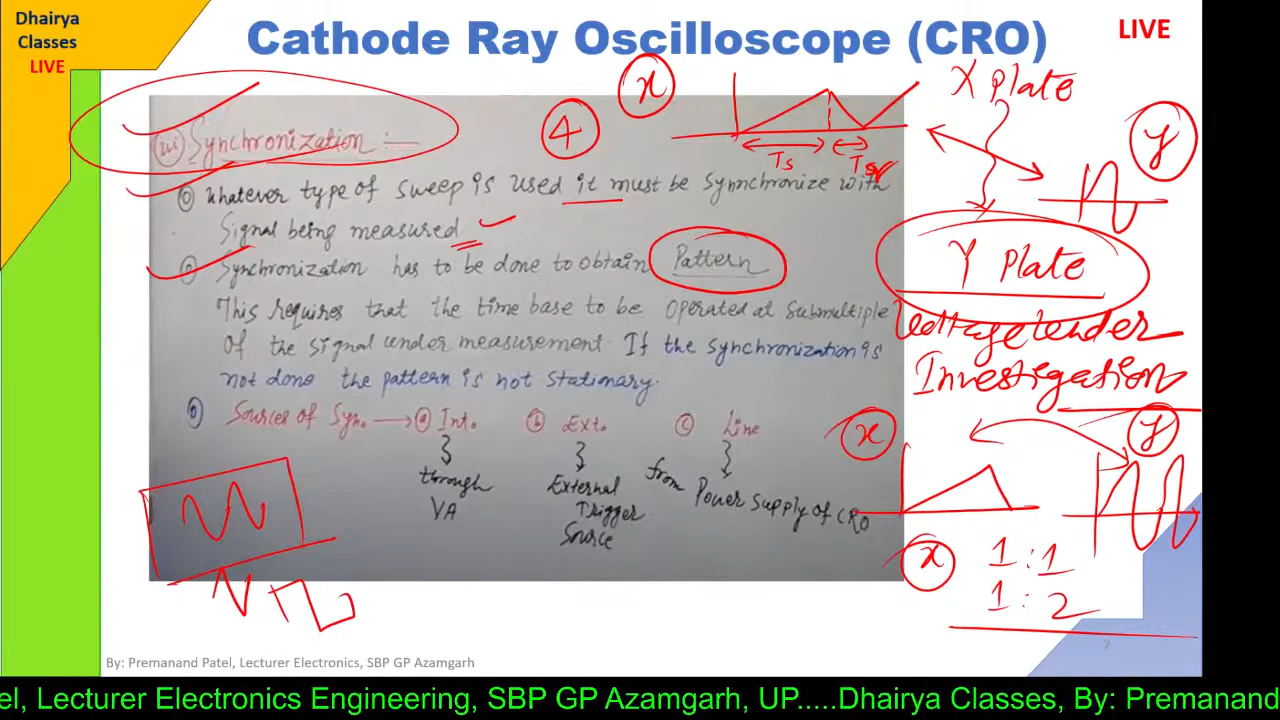 Dhairya
Classes
LIVE
Cathode Ray Oscilloscope (CRO)
LIVE
(iii) Synchronization :-
Whatever type of sweep is used it must be synnchronize with
Signal being measured
Synchronization has to be done to obtain Pattern
This requires that the time base to be operated at submultiple
of the signal under measurement. If the synchronization is
not done the pattern is not stationary.
Sources of Syn. → (a) Int. (b) Ext. (c) Line
through
VA
External
Trigger
Source
from Power supply of CRO
4
x
Ts
X Plate
y
Y Plate
Investigation
x
y
x
1:1
1:2
7
By: Premanand Patel, Lecturer Electronics, SBP GP Azamgarh
el, Lecturer Electronics Engineering, SBP GP Azamgarh, UP.....Dhairya Classes, By: Premanand